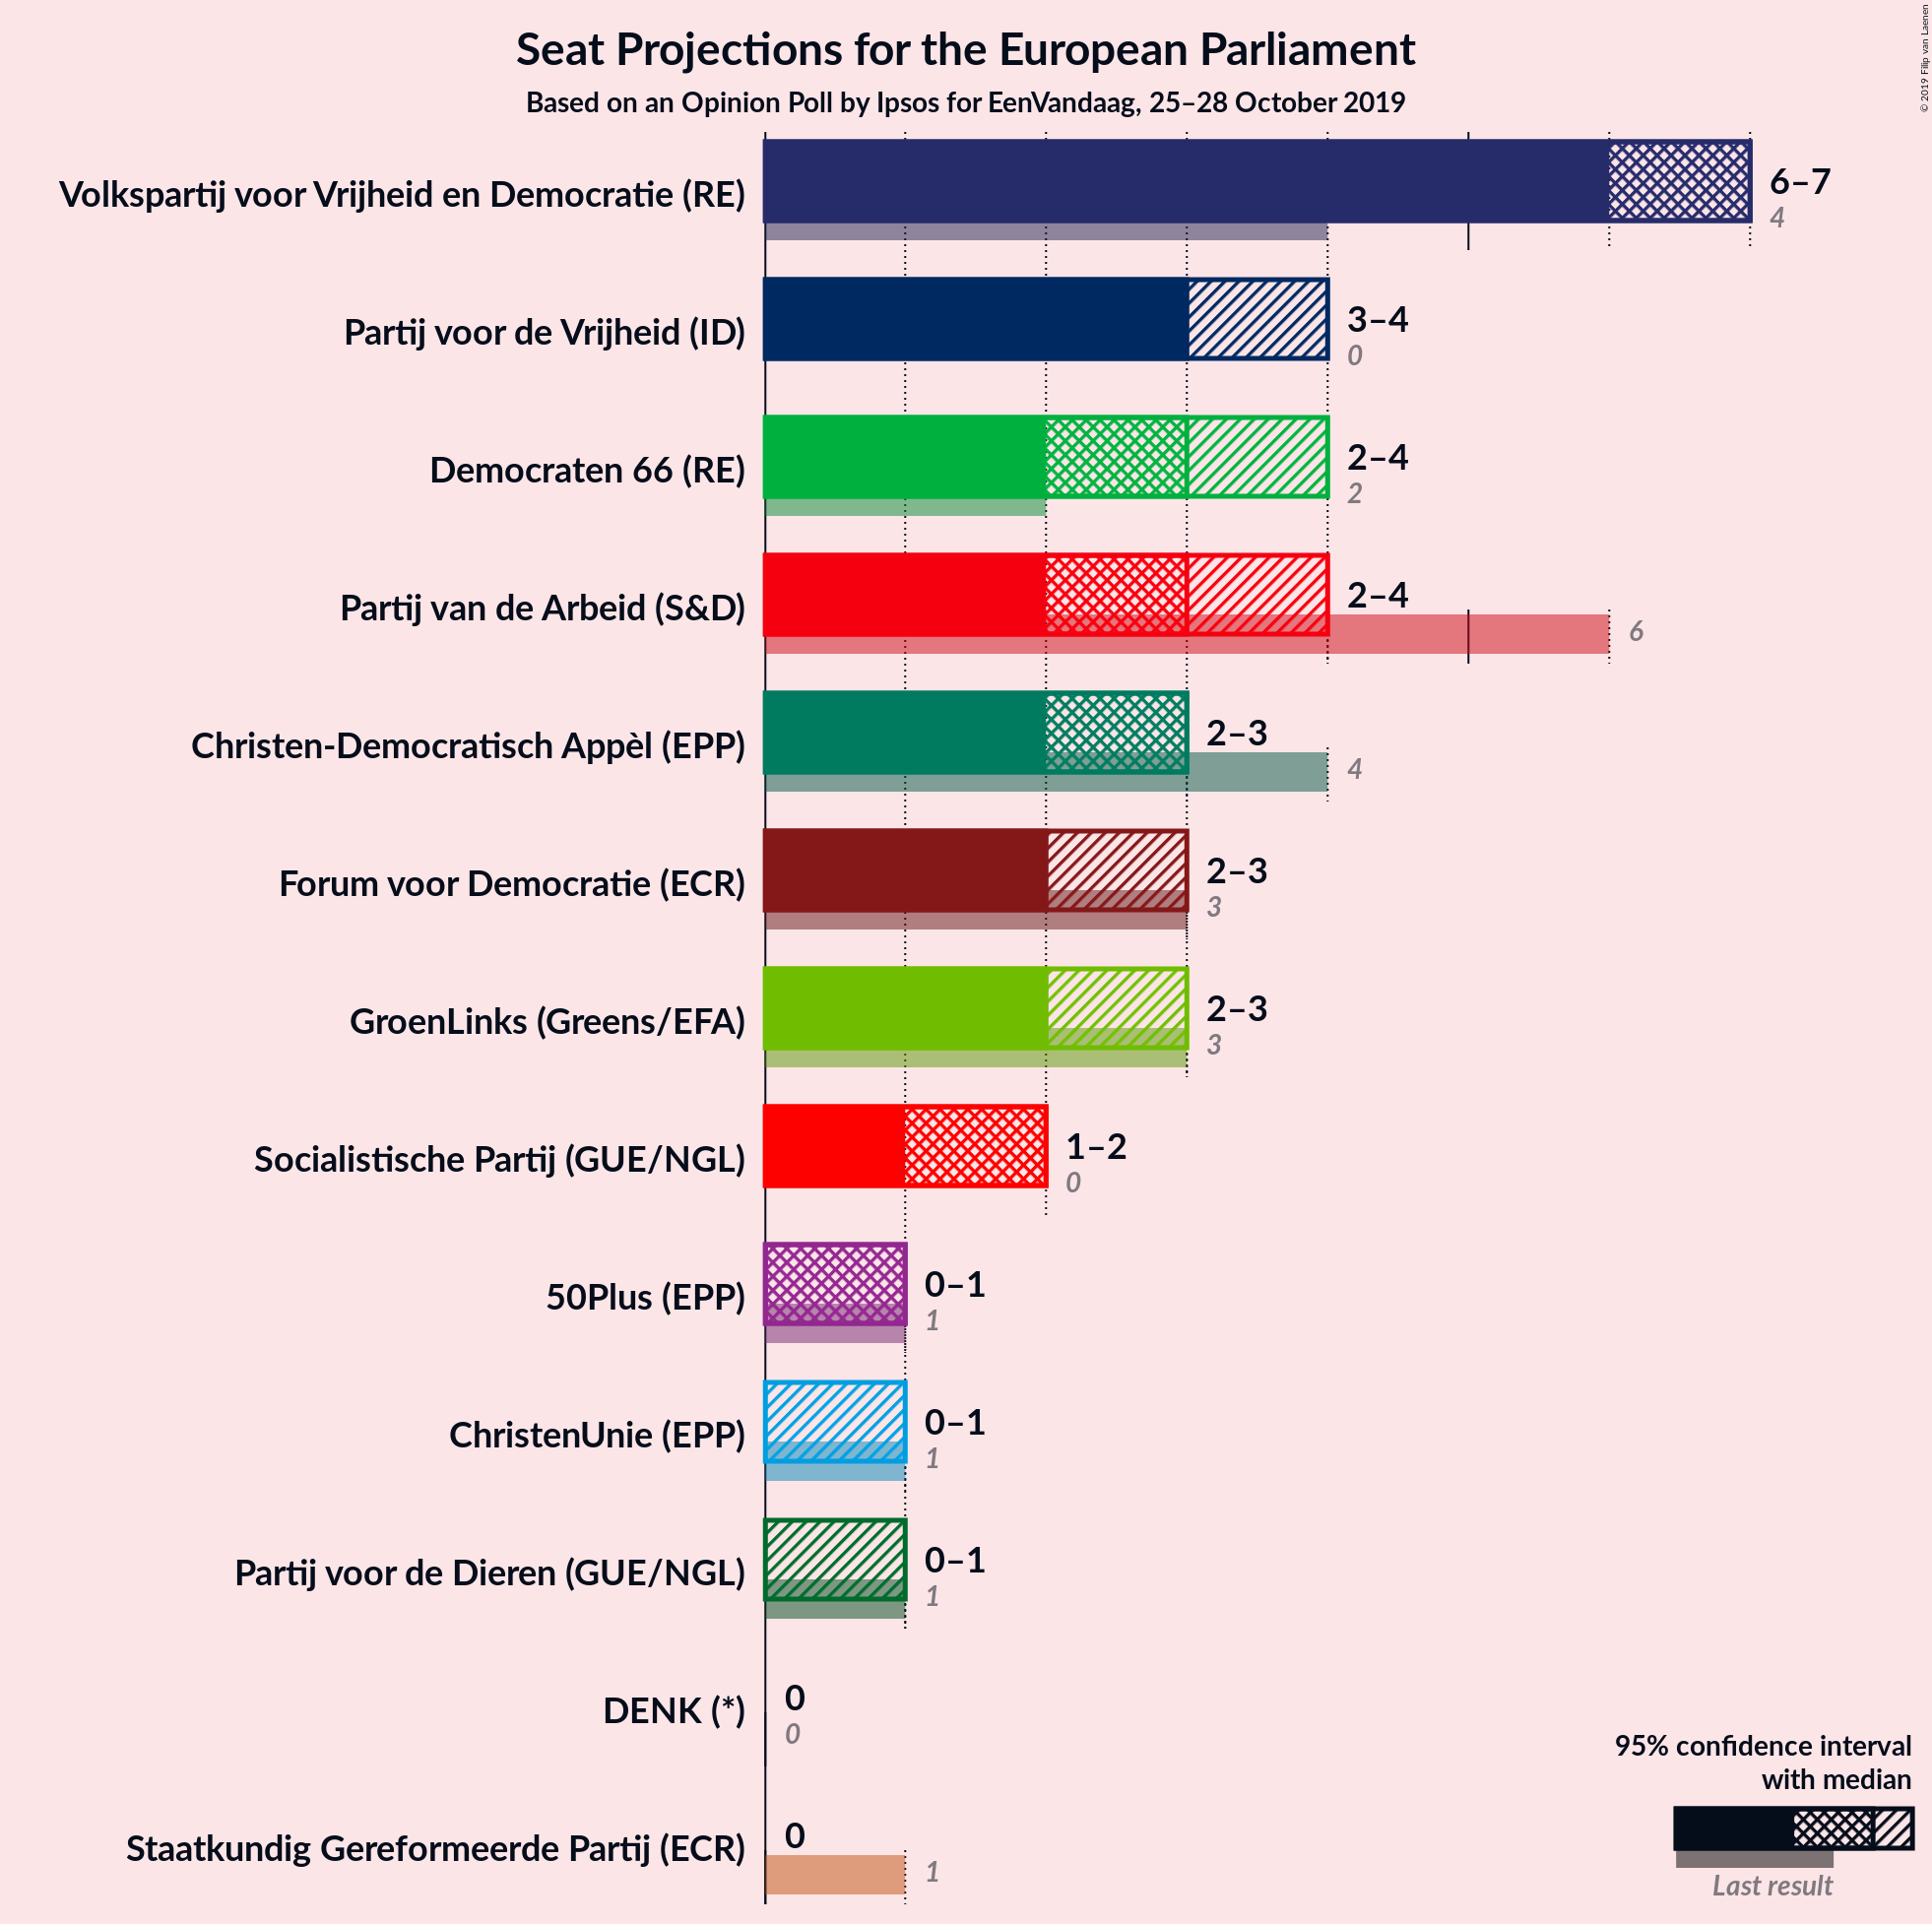 Seat Projections for the European Parliament
Based on an Opinion Poll by Ipsos for EenVandaag, 25–28 October 2019
© 2019 Filip van Laenen
Volkspartij voor Vrijheid en Democratie (RE)
6–7
4
Partij voor de Vrijheid (ID)
3–4
0
Democraten 66 (RE)
2–4
2
Partij van de Arbeid (S&D)
2–4
6
Christen-Democratisch Appèl (EPP)
2–3
4
Forum voor Democratie (ECR)
2–3
3
GroenLinks (Greens/EFA)
2–3
3
Socialistische Partij (GUE/NGL)
1–2
0
50Plus (EPP)
0–1
1
ChristenUnie (EPP)
0–1
1
Partij voor de Dieren (GUE/NGL)
0–1
1
DENK (*)
0
0
Staatkundig Gereformeerde Partij (ECR)
0
1
95% confidence interval
with median
Last result